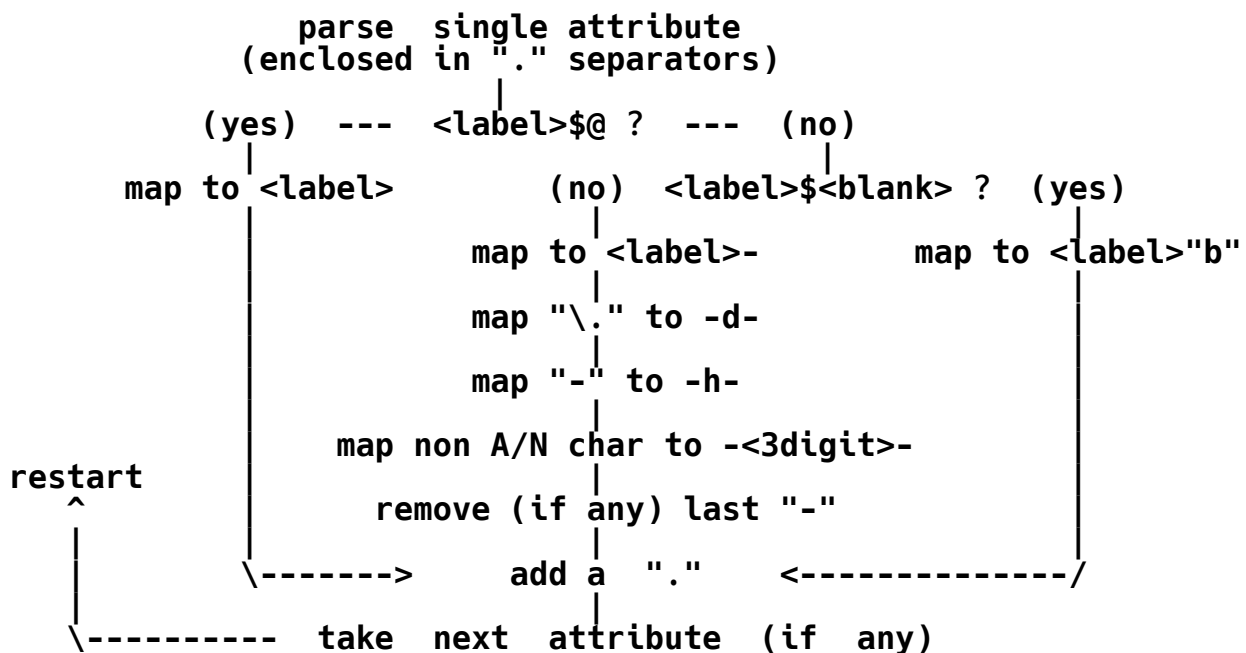 parse single attribute
(enclosed in "." separators)
|
(yes) --- <label>$@ ? --- (no)
| |
map to <label> (no) <label>$<blank> ? (yes)
| | |
| map to <label>- map to <label>"b"
| | |
| map "\." to -d- |
| | |
| map "-" to -h- |
| | |
| map non A/N char to -<3digit>- |
restart | | |
^ | remove (if any) last "-" |
| | | |
| \-------> add a "." <--------------/
| |
\---------- take next attribute (if any)